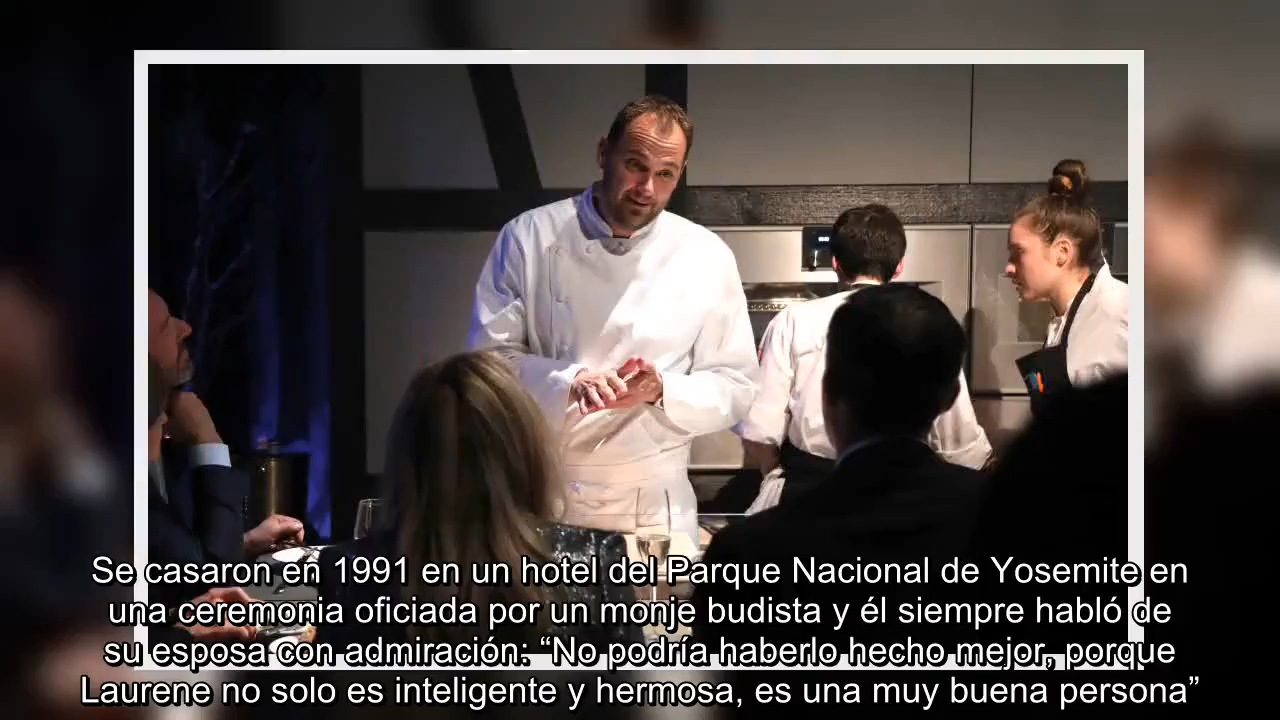 Se casaron en 1991 en un hotel del Parque Nacional de Yosemite en
una ceremonia oficiada por un monje budista y él siempre habló de
su esposa con admiración: “No podría haberlo hecho mejor, porque
Laurene no solo es inteligente y hermosa, es una muy buena persona”